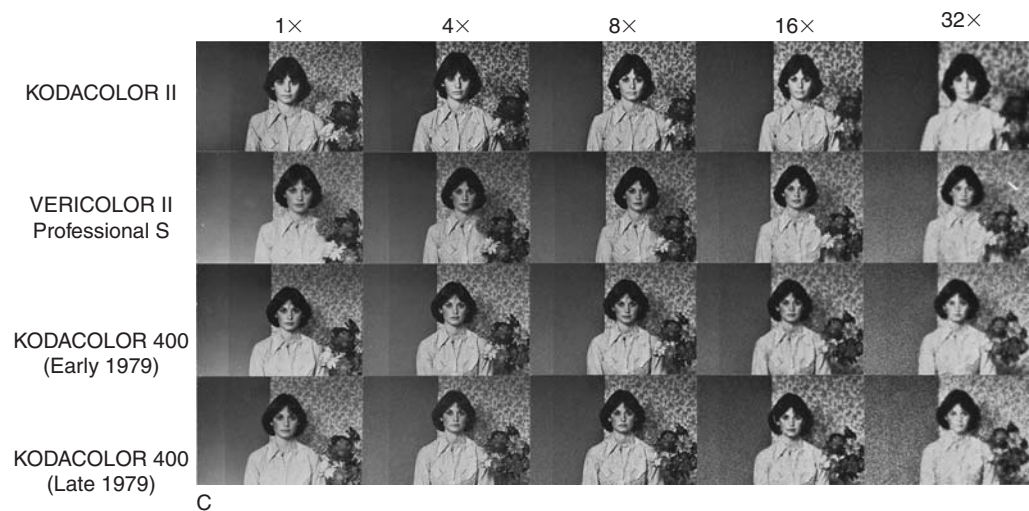 1× 4× 8× 16× 32×
KODACOLOR II
VERICOLOR II
Professional S
KODACOLOR 400
(Early 1979)
KODACOLOR 400
(Late 1979)
C